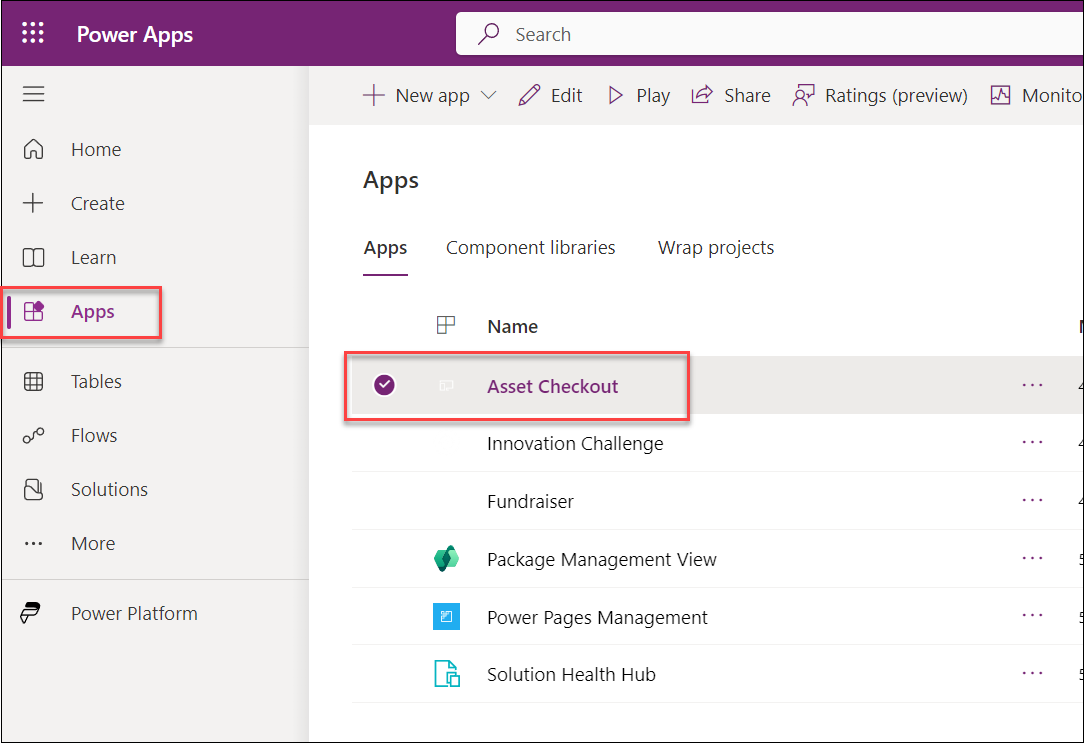 Power Apps
Search
New app
Edit
Play
Share
Ratings (preview)
Monito
Home
Create
Learn
Apps
Tables
Flows
Solutions
More
Power Platform
Apps
Apps
Component libraries
Wrap projects
Name
Asset Checkout
Innovation Challenge
Fundraiser
Package Management View
Power Pages Management
Solution Health Hub